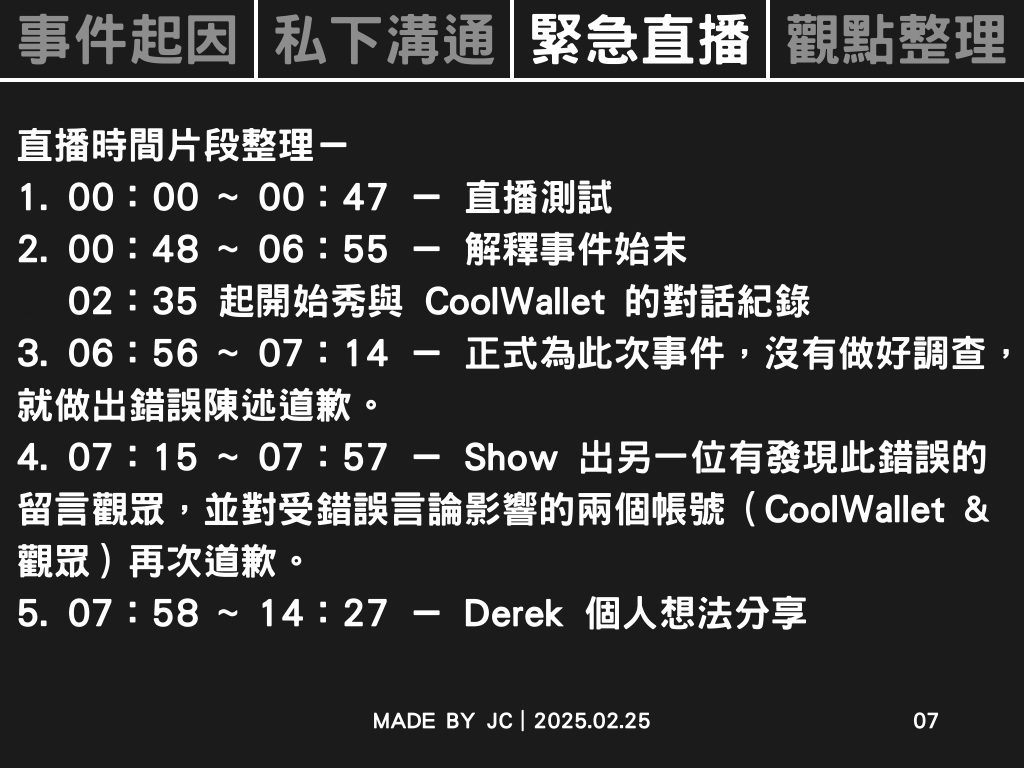 事件起因 私下溝通 緊急直播 觀點整理
直播時間片段整理－
1. 00：00 ~ 00：47 － 直播測試
2. 00：48 ~ 06：55 － 解釋事件始末
02：35 起開始秀與 CoolWallet 的對話紀錄
3. 06：56 ~ 07：14 － 正式為此次事件，沒有做好調查，
就做出錯誤陳述道歉。
4. 07：15 ~ 07：57 － Show 出另一位有發現此錯誤的
留言觀眾，並對受錯誤言論影響的兩個帳號（CoolWallet &
觀眾）再次道歉。
5. 07：58 ~ 14：27 － Derek 個人想法分享
MADE BY JC | 2025.02.25 07